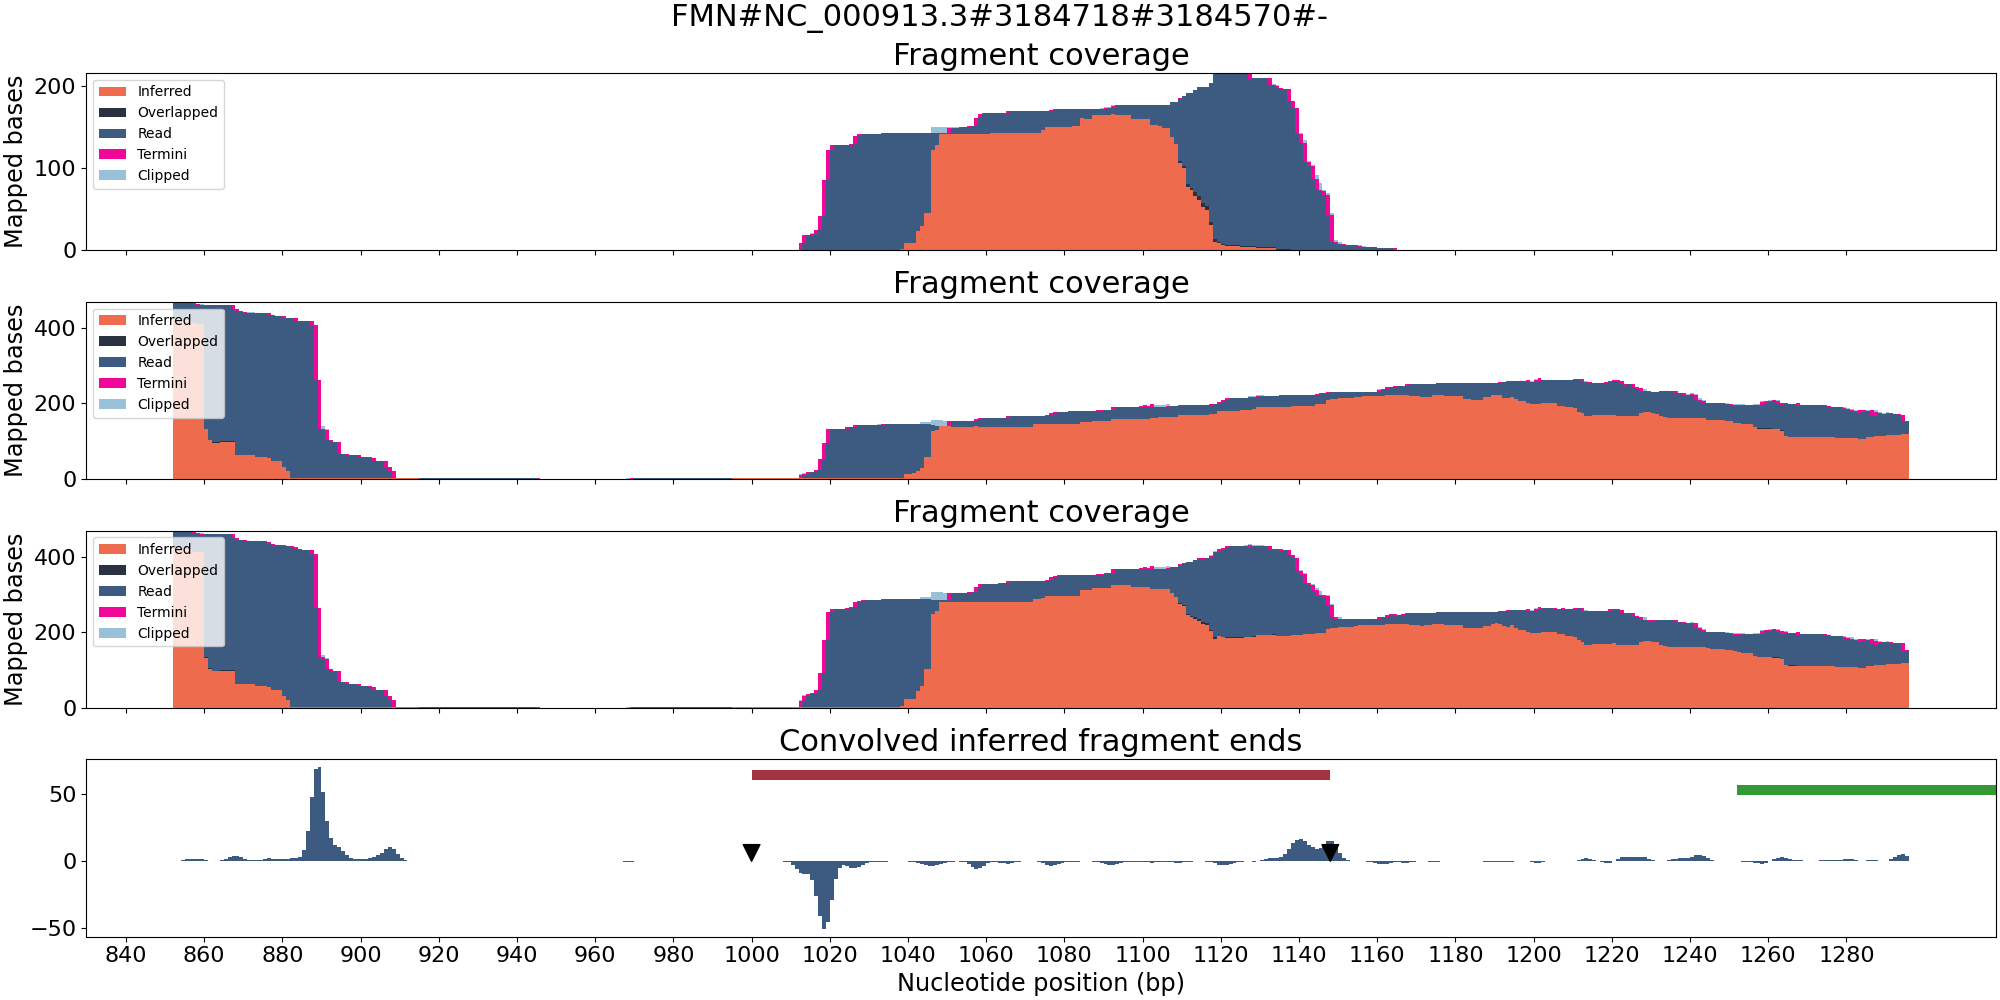 FMN#NC_000913.3#3184718#3184570#-
Fragment coverage
Mapped bases
200
100
0
Inferred
Overlapped
Read
Termini
Clipped
Fragment coverage
Mapped bases
400
200
0
Inferred
Overlapped
Read
Termini
Clipped
Fragment coverage
Mapped bases
400
200
0
Inferred
Overlapped
Read
Termini
Clipped
Convolved inferred fragment ends
50
0
−50
840 860 880 900 920 940 960 980 1000 1020 1040 1060 1080 1100 1120 1140 1160 1180 1200 1220 1240 1260 1280
Nucleotide position (bp)